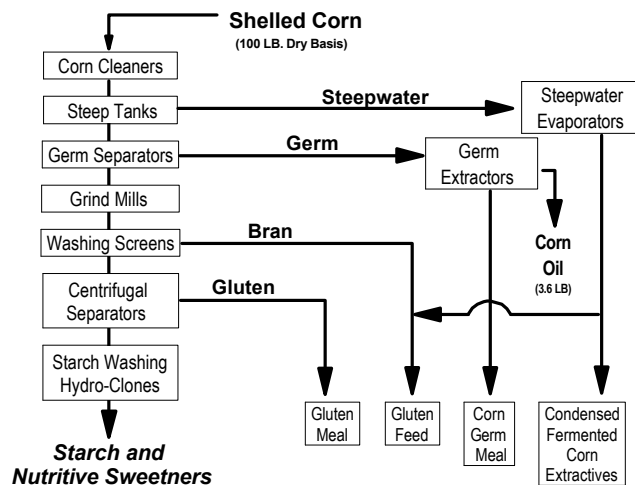 Shelled Corn
(100 LB. Dry Basis)
Corn Cleaners
Steep Tanks
Steepwater
Steepwater
Evaporators
Germ Separators
Germ
Germ
Extractors
Grind Mills
Washing Screens
Bran
Corn
Oil
(3.6 LB)
Centrifugal
Separators
Gluten
Starch Washing
Hydro-Clones
Gluten
Meal
Gluten
Feed
Corn
Germ
Meal
Condensed
Fermented
Corn
Extractives
Starch and
Nutritive Sweetners